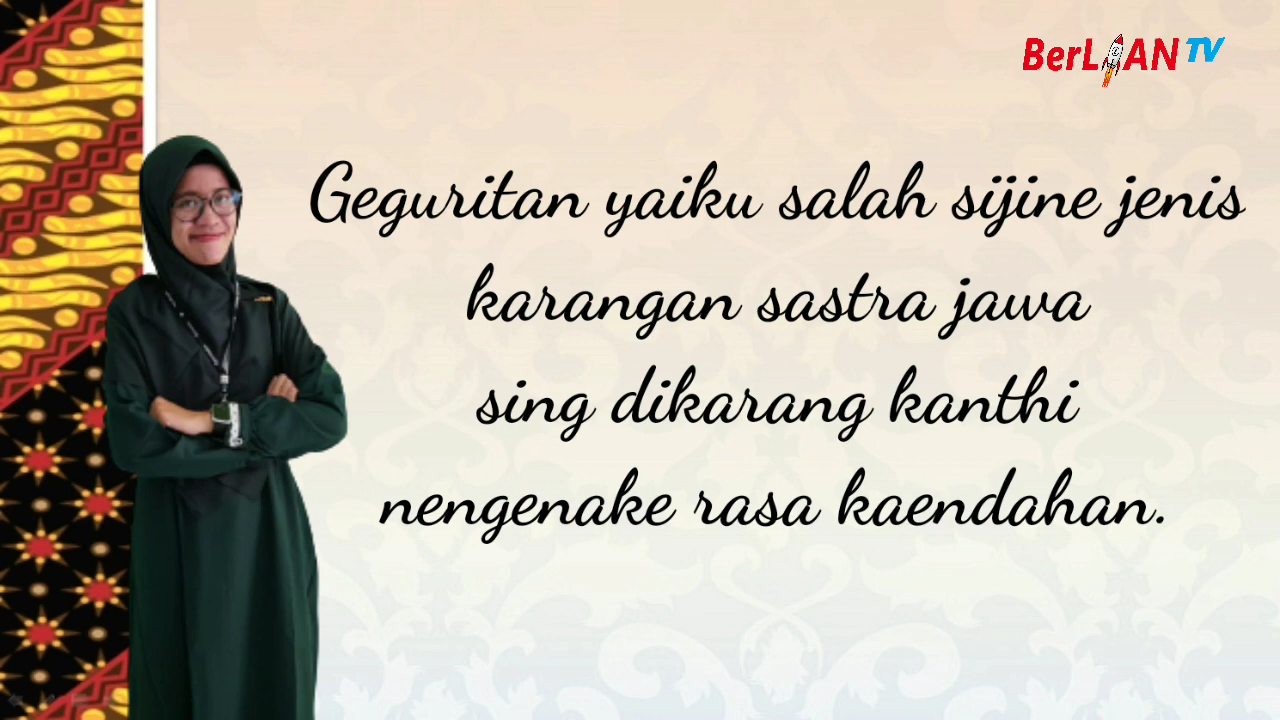 BerLIAN TV
Geguritan yaiku salah sijine jenis
karangan sastra jawa
sing dikarang kanthi
nengenake rasa kaendahan.